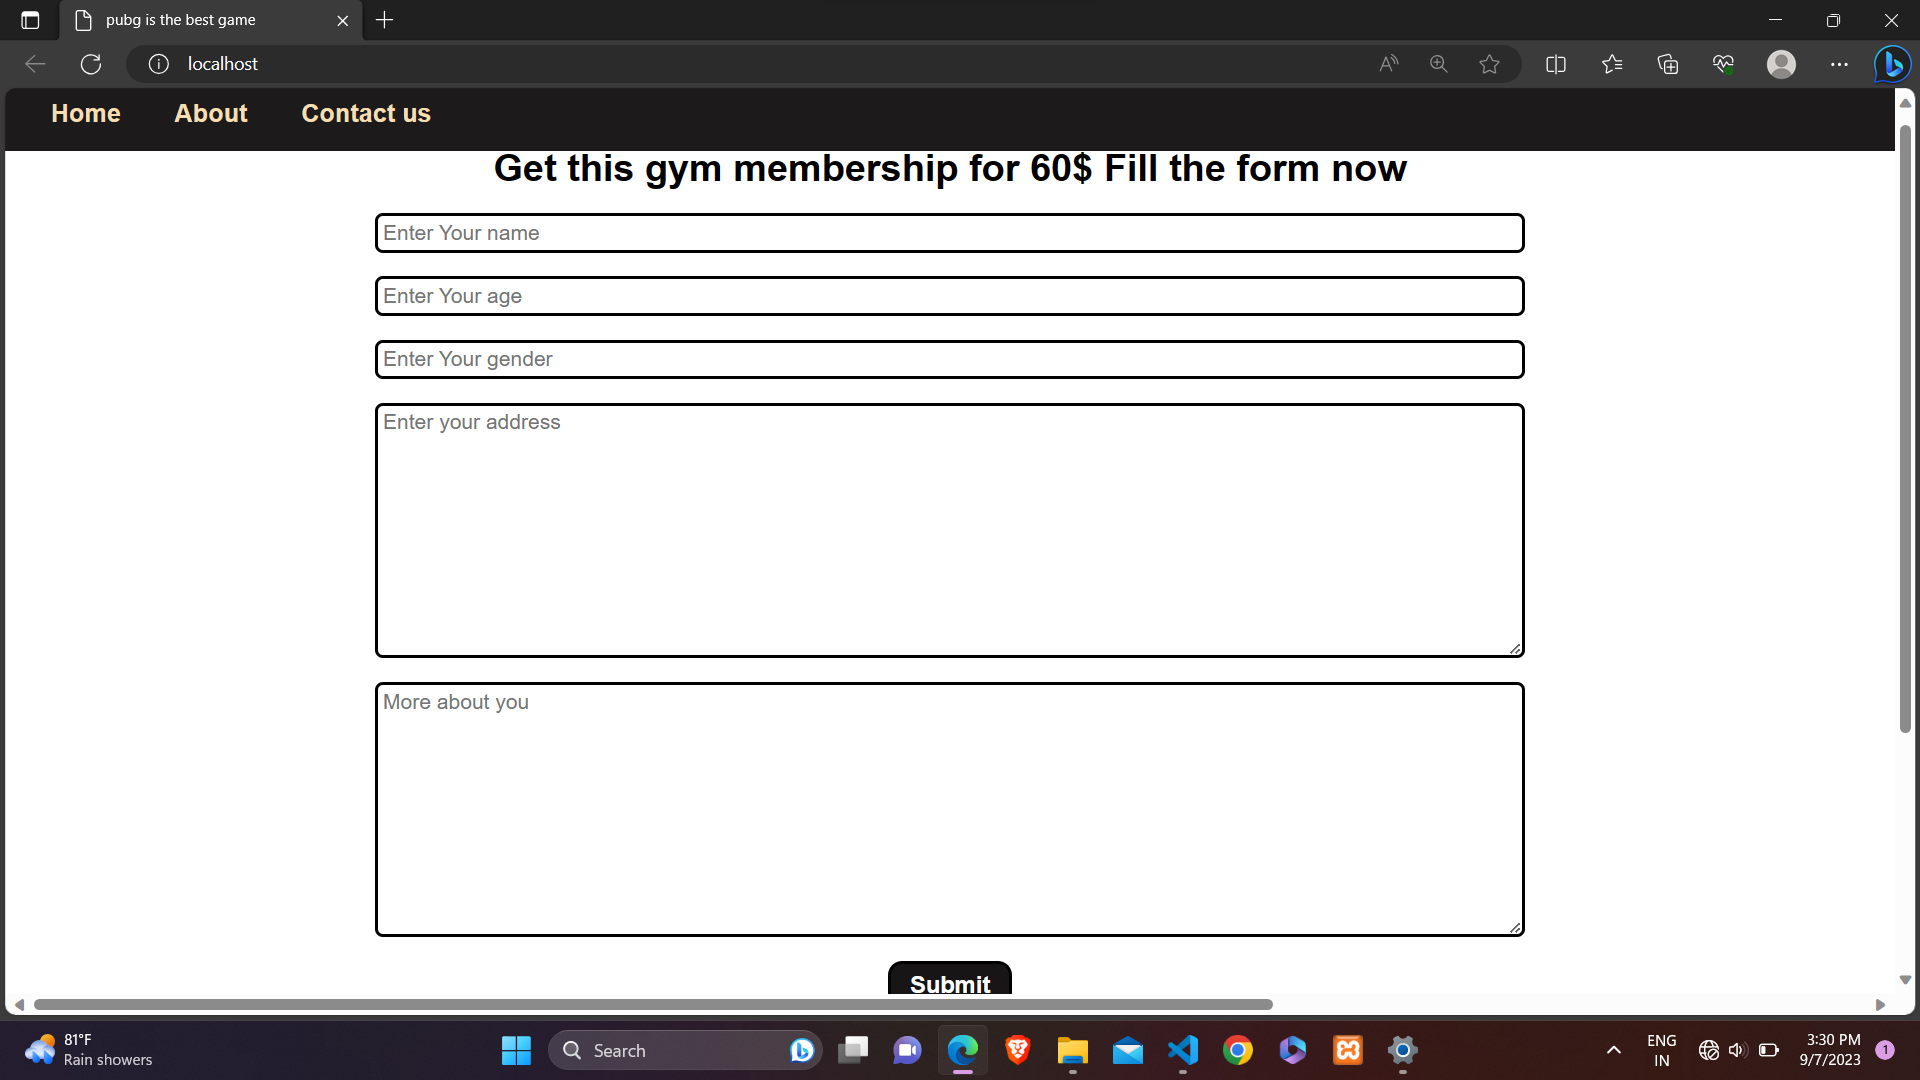 pubg is the best game
localhost
Home About Contact us
Get this gym membership for 60$ Fill the form now
Enter Your name
Enter Your age
Enter Your gender
Enter your address
More about you
Submit
81°F
Rain showers
Search
ENG
IN
3:30 PM
9/7/2023
1